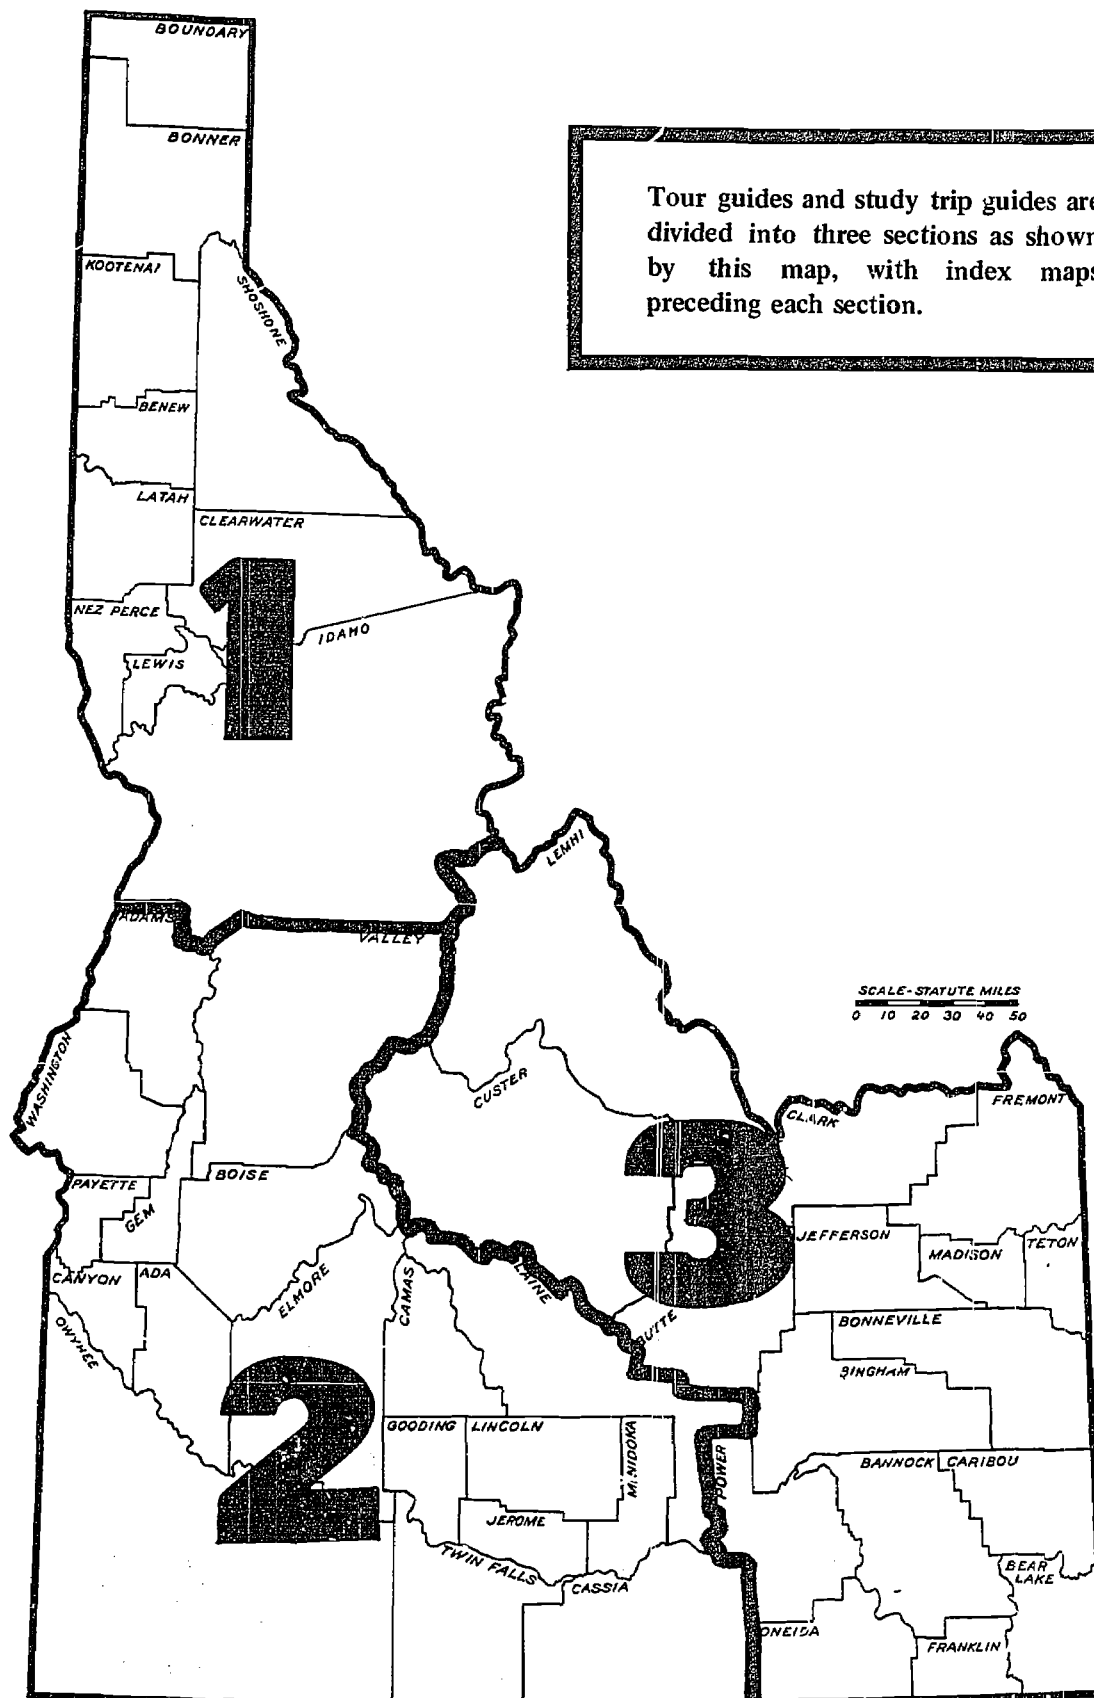 BOUNDARY
BONNER
Tour guides and study trip guides are
divided into three sections as shown
by this map, with index maps
preceding each section.
KOOTENAI
SHOSHONE
BENEW
LATAH
CLEARWATER
1
NEZ PERCE
IDAHO
LEWIS
LEMHI
ADAMS
VALLEY
SCALE-STATUTE MILES
0 10 20 30 40 50
WASHINGTON
CUSTER
CLARK
FREMONT
3
PAYETTE
BOISE
GEM
JEFFERSON
MADISON
TETON
CANYON
ADA
ELMORE
CAMAS
LAINE
OWYHEE
BUTTE
BONNEVILLE
BINGHAM
2
GOODING
LINCOLN
MINIDOKA
POWER
BANNOCK
CARIBOU
JEROME
TWIN FALLS
CASSIA
BEAR
LAKE
ONEIDA
FRANKLIN